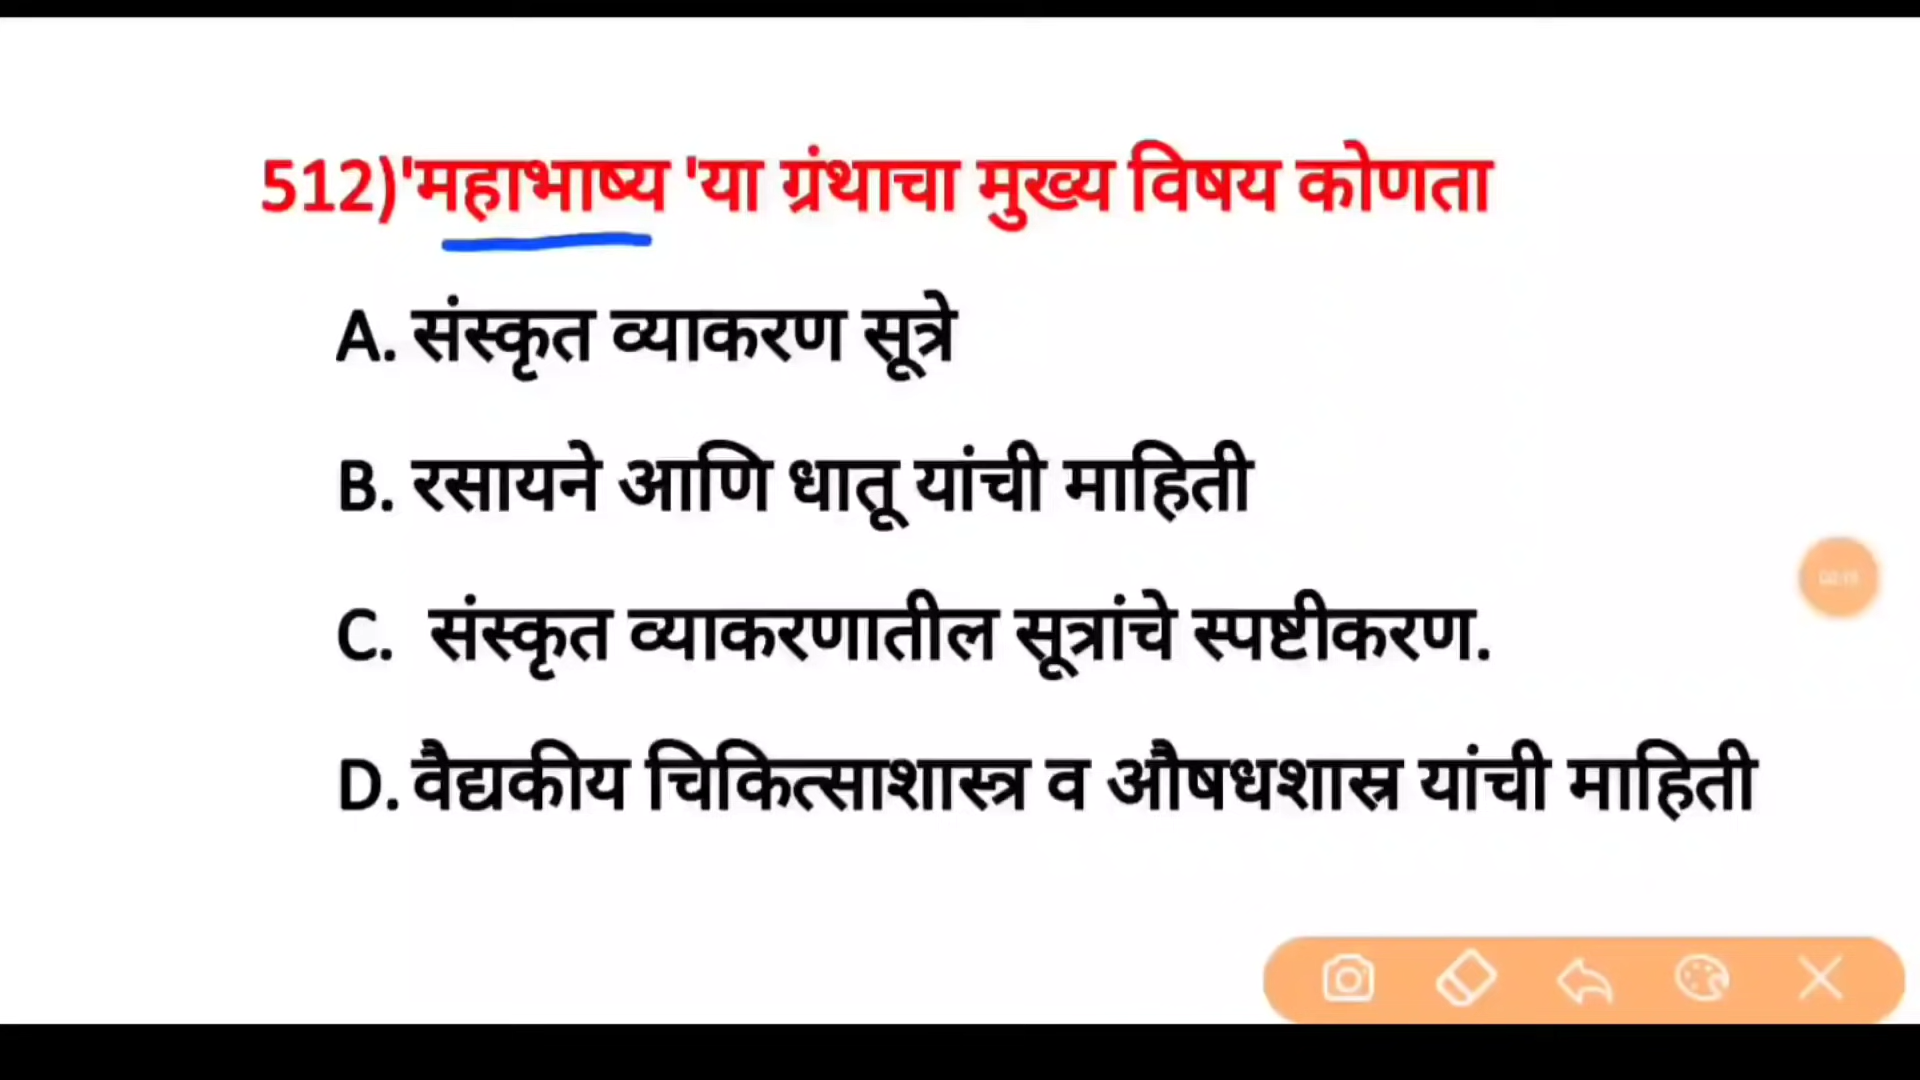 512)'महाभाष्य 'या ग्रंथाचा मुख्य विषय कोणता
A. संस्कृत व्याकरण सूत्रे
B. रसायने आणि धातू यांची माहिती
C. संस्कृत व्याकरणातील सूत्रांचे स्पष्टीकरण.
D. वैद्यकीय चिकित्साशास्त्र व औषधशास्र यांची माहिती